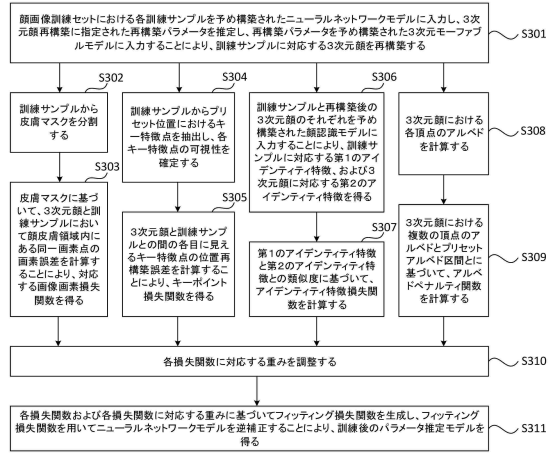 顔画像訓練セットにおける各訓練サンプルを予め構築されたニューラルネットワークモデルに入力し、3次
元顔再構築に指定された再構築パラメータを推定し、再構築パラメータを予め構築された3次元モーファブ
ルモデルに入力することにより、訓練サンプルに対応する3次元顔を再構築する
S301
S302
訓練サンプルから
皮膚マスクを分割
する
S303
皮膚マスクに基づ
いて、3次元顔と訓
練サンプルにおい
て顔皮膚領域内に
ある同一画素点の
画素誤差を計算す
ることにより、対応
する画像画素損失
関数を得る
S304
訓練サンプルからプリ
セット位置におけるキ
ー特徴点を抽出し、各
キー特徴点の可視性を
確定する
S305
3次元顔と訓練サンプ
ルとの間の各目に見え
るキー特徴点の位置再
構築誤差を計算するこ
とにより、キーポイント
損失関数を得る
S306
訓練サンプルと再構築後の
3次元顔のそれぞれを予め構
築された顔認識モデルに入
力することにより、訓練サン
プルに対応する第1のアイデ
ンティティ特徴、および3次元
顔に対応する第2のアイデン
ティティ特徴を得る
S307
第1のアイデンティティ特徴
と第2のアイデンティティ特
徴との類似度に基づいて、ア
イデンティティ特徴損失関数
を計算する
3次元顔における
各頂点のアルベド
を計算する
S308
3次元顔における
複数の頂点のア
ルベドとプリセット
アルベド区間とに
基づいて、アルベ
ドペナルティ関数
を計算する
S309
各損失関数に対応する重みを調整する
S310
各損失関数および各損失関数に対応する重みに基づいてフィッティング損失関数を生成し、フィッティング
損失関数を用いてニューラルネットワークモデルを逆補正することにより、訓練後のパラメータ推定モデルを
得る
S311